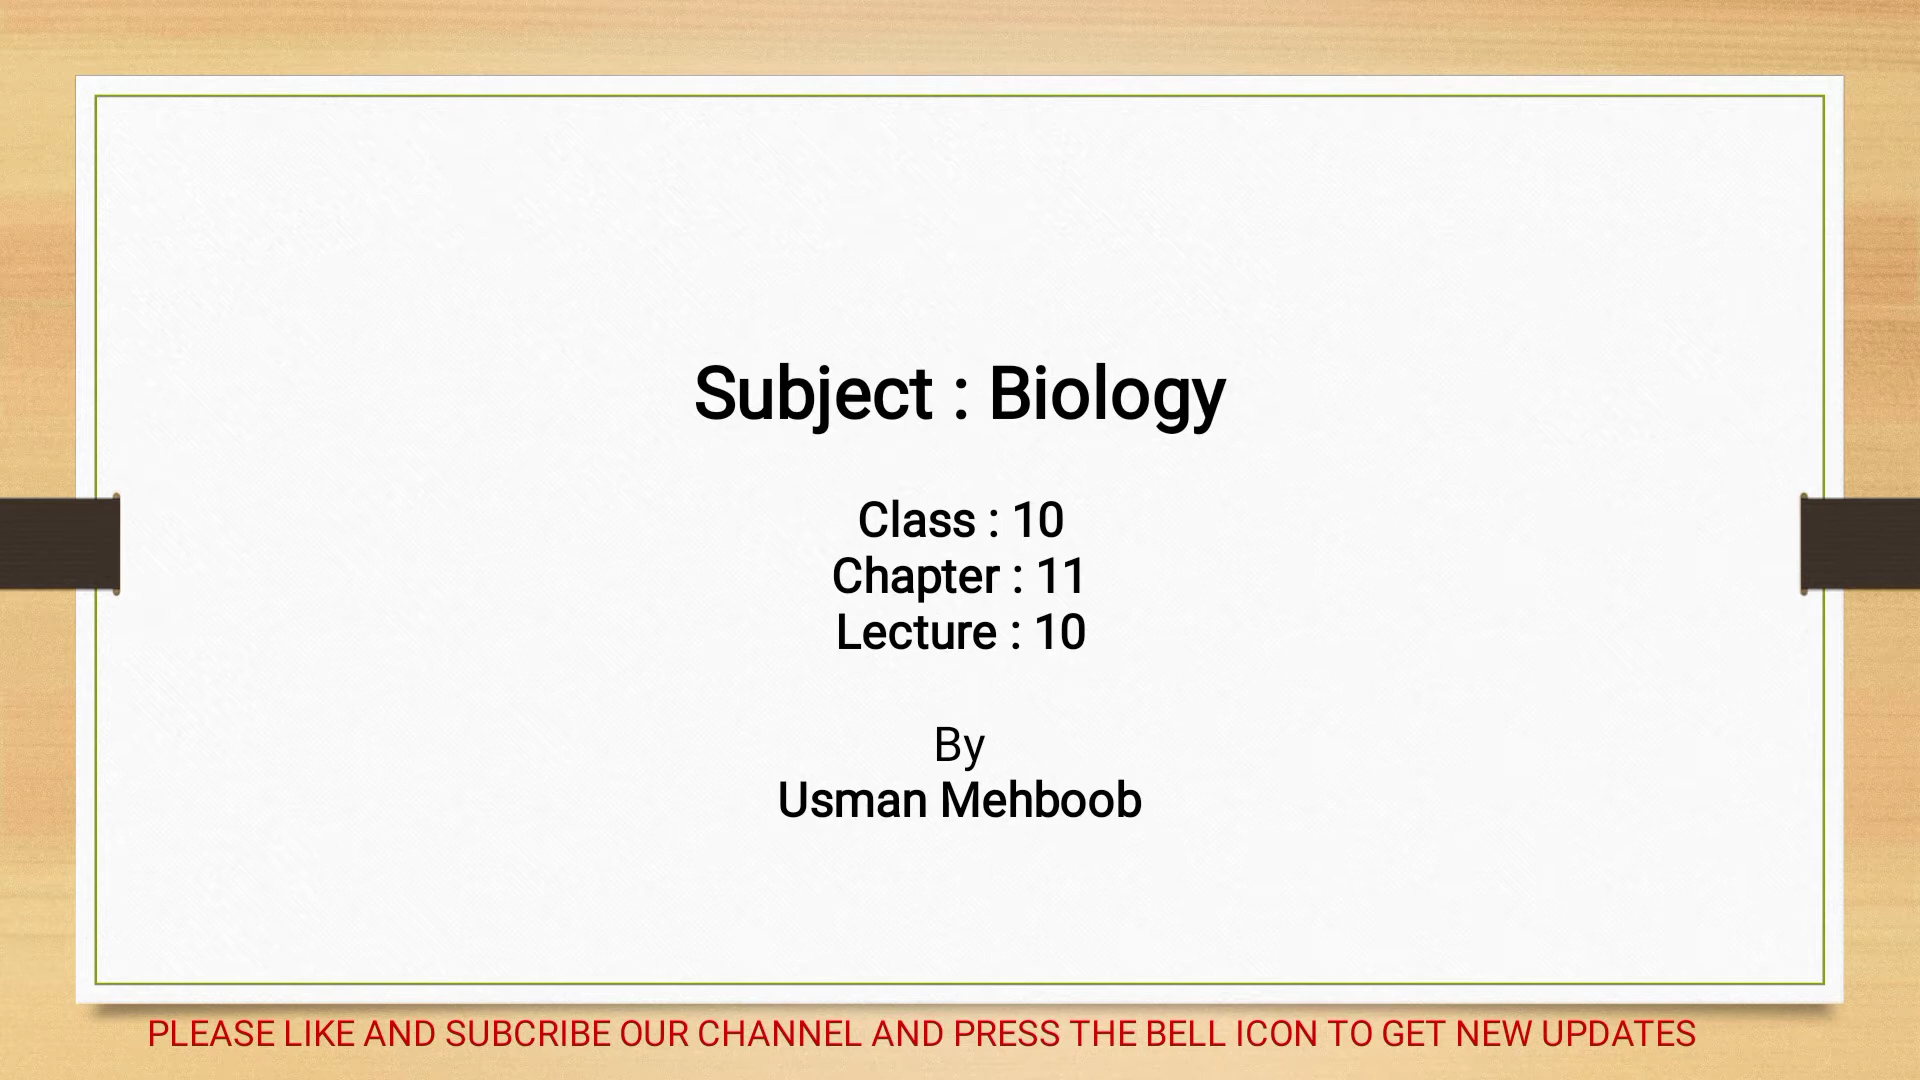 Subject : Biology
Class : 10
Chapter : 11
Lecture : 10
By
Usman Mehboob
PLEASE LIKE AND SUBCRIBE OUR CHANNEL AND PRESS THE BELL ICON TO GET NEW UPDATES